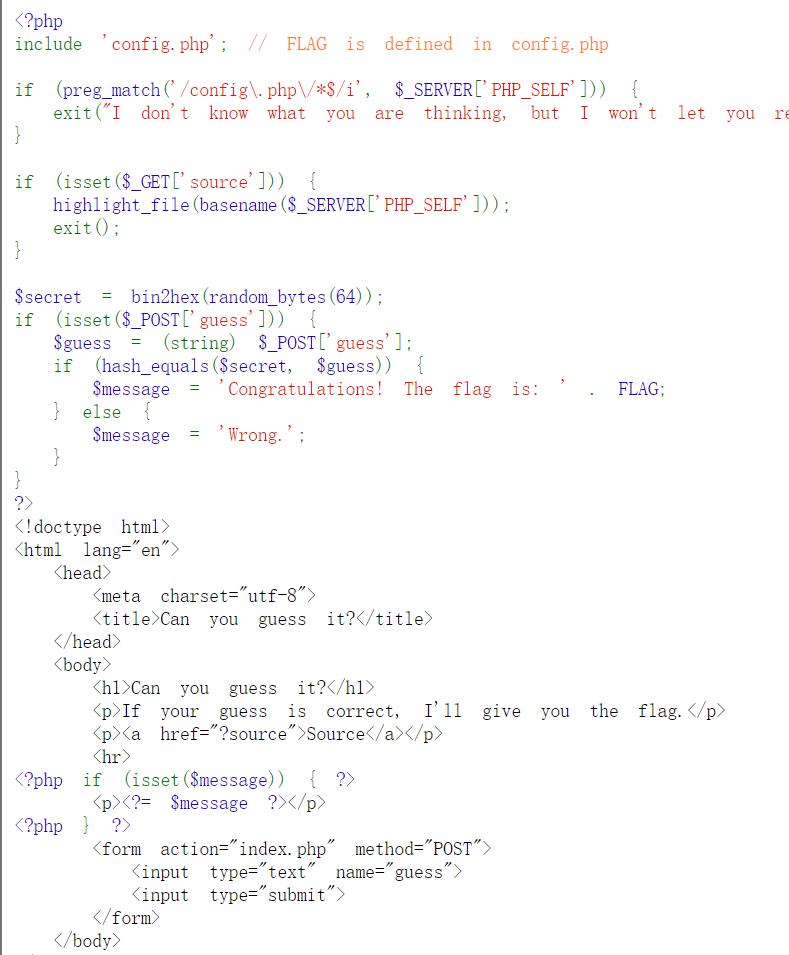 <?php
include 'config.php'; // FLAG is defined in config.php
if (preg_match('/config\.php\/*$/i', $_SERVER['PHP_SELF'])) {
exit("I don't know what you are thinking, but I won't let you re
}
if (isset($_GET['source'])) {
highlight_file(basename($_SERVER['PHP_SELF']));
exit();
}
$secret = bin2hex(random_bytes(64));
if (isset($_POST['guess'])) {
$guess = (string) $_POST['guess'];
if (hash_equals($secret, $guess)) {
$message = 'Congratulations! The flag is: ' . FLAG;
} else {
$message = 'Wrong.';
}
}
?>
<!doctype html>
<html lang="en">
<head>
<meta charset="utf-8">
<title>Can you guess it?</title>
</head>
<body>
<h1>Can you guess it?</h1>
<p>If your guess is correct, I'll give you the flag.</p>
<p><a href="?source">Source</a></p>
<hr>
<?php if (isset($message)) { ?>
<p><?= $message ?></p>
<?php } ?>
<form action="index.php" method="POST">
<input type="text" name="guess">
<input type="submit">
</form>
</body>